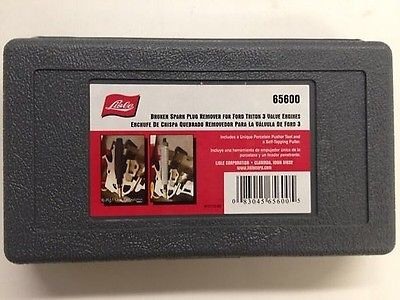 Lisle
65600
BROKEN SPARK PLUG REMOVER FOR FORD TRITON 3 VALVE ENGINES
ENCHUFE DE CHISPA QUEBRADO REMOVEDOR PARA LA VÁLVULA DE FORD 3
Includes a Unique Porcelain Pusher Tool and
a Self-Tapping Puller.
Incluye una herramienta de empujador única de la
porcelana y un tirador penetrante.
LISLE CORPORATION • CLARINDA, IOWA 51632
www.lislecorp.com
0 83045 65600 5